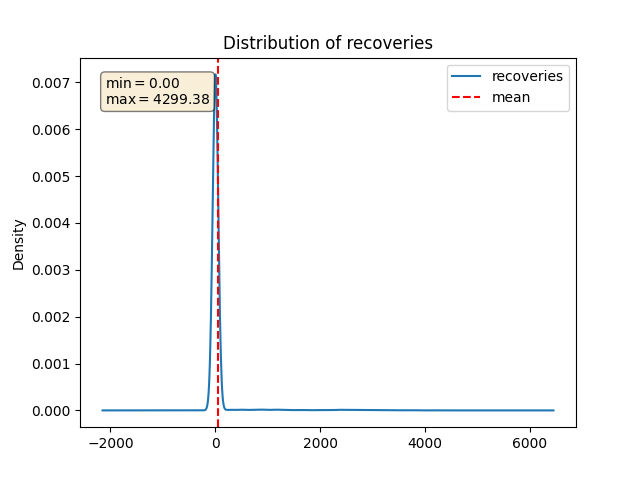 Distribution of recoveries
min = 0.00
max = 4299.38
recoveries
mean
Density
0.007
0.006
0.005
0.004
0.003
0.002
0.001
0.000
−2000
0
2000
4000
6000